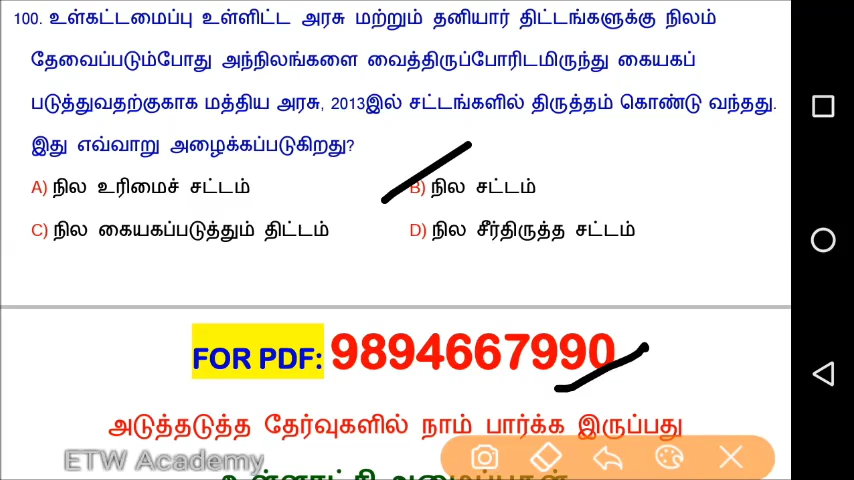 100. உள்கட்டமைப்பு உள்ளிட்ட அரசு மற்றும் தனியார் திட்டங்களுக்கு நிலம்
தேவைப்படும்போது அந்நிலங்களை வைத்திருப்போரிடமிருந்து கையகப்
படுத்துவதற்குகாக மத்திய அரசு, 2013இல் சட்டங்களில் திருத்தம் கொண்டு வந்தது.
இது எவ்வாறு அழைக்கப்படுகிறது?
A) நில உரிமைச் சட்டம் B) நில சட்டம்
C) நில கையகப்படுத்தும் திட்டம் D) நில சீர்திருத்த சட்டம்
FOR PDF: 9894667990
அடுத்தடுத்த தேர்வுகளில் நாம் பார்க்க இருப்பது
ETW Academy